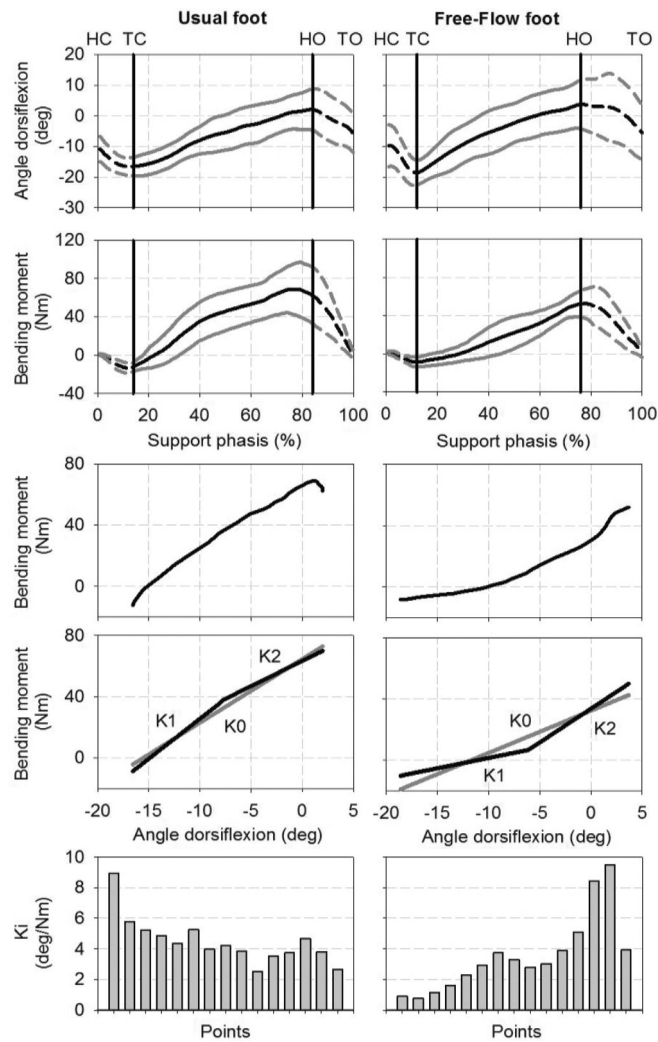 Usual foot Free-Flow foot
HC TC HO TO HC TC HO TO
Angle dorsiflexion
(deg)
20
10
0
-10
-20
-30
Bending moment
(Nm)
120
80
40
0
-40
0 20 40 60 80 100 0 20 40 60 80 100
Support phasis (%) Support phasis (%)
Bending moment
(Nm)
80
40
0
Bending moment
(Nm)
80
40
0
K1 K2 K0 K0 K1 K2
-20 -15 -10 -5 0 5 -20 -15 -10 -5 0 5
Angle dorsiflexion (deg) Angle dorsiflexion (deg)
Ki
(deg/Nm)
10
8
6
4
2
0
Points Points